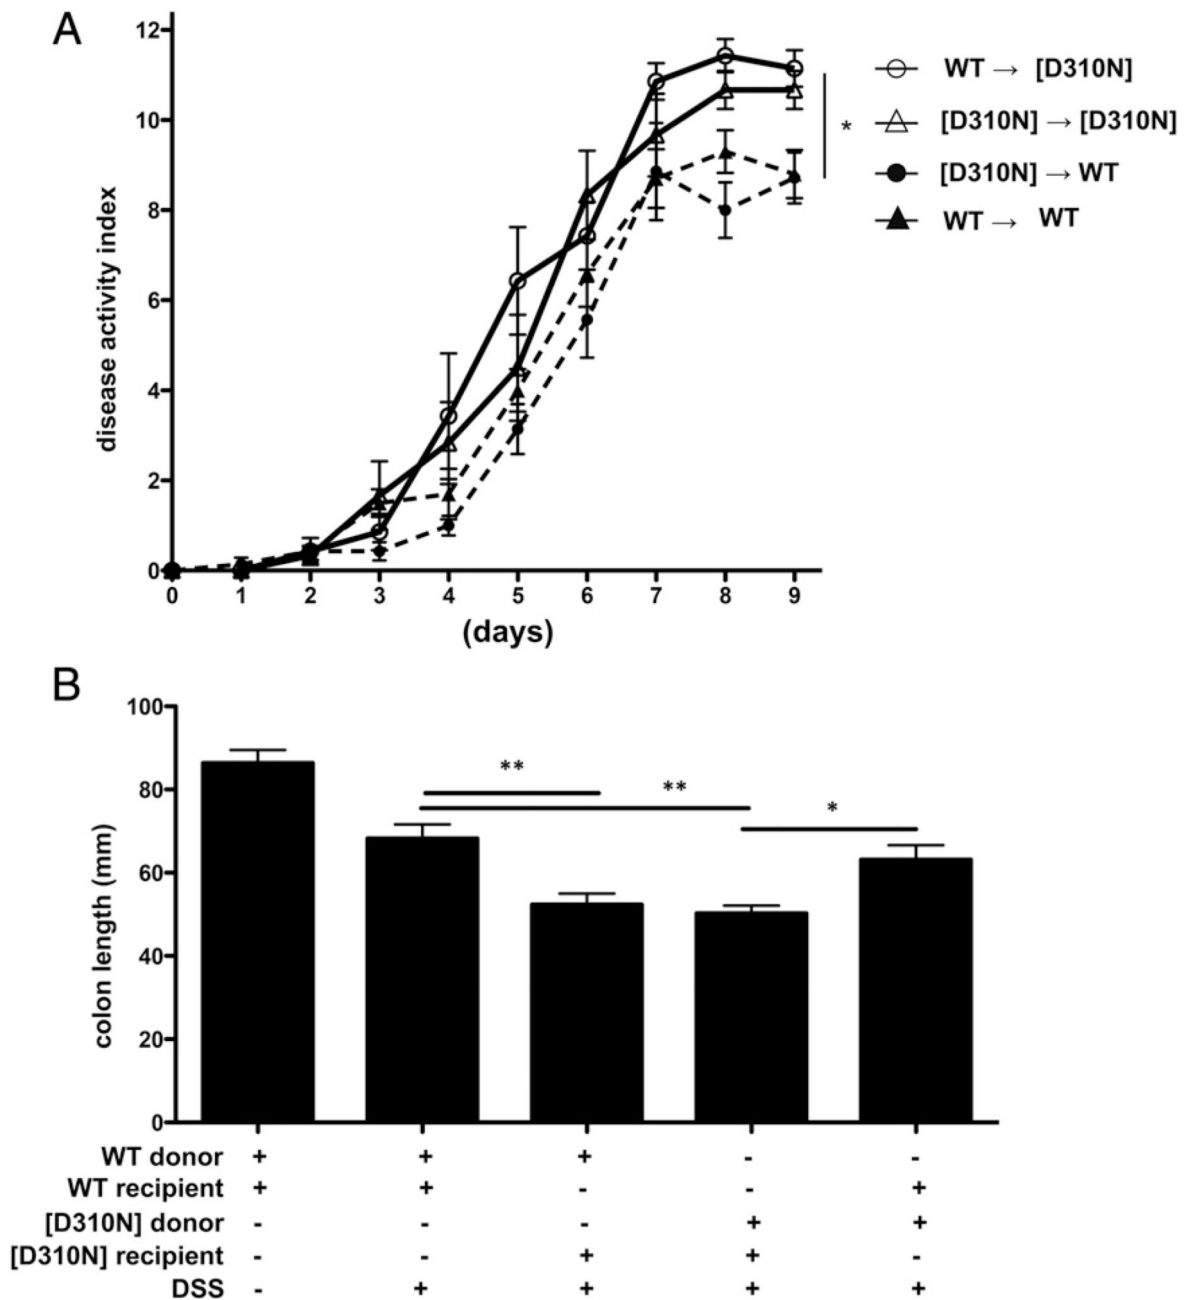 A
12
10
8
6
4
2
0
disease activity index
0 1 2 3 4 5 6 7 8 9
(days)
WT → [D310N]
[D310N] → [D310N]
[D310N] → WT
WT → WT
*
B
100
80
60
40
20
0
colon length (mm)
**
**
*
WT donor + + + - -
WT recipient + + - - +
[D310N] donor - - - + +
[D310N] recipient - - + + -
DSS - + + + +